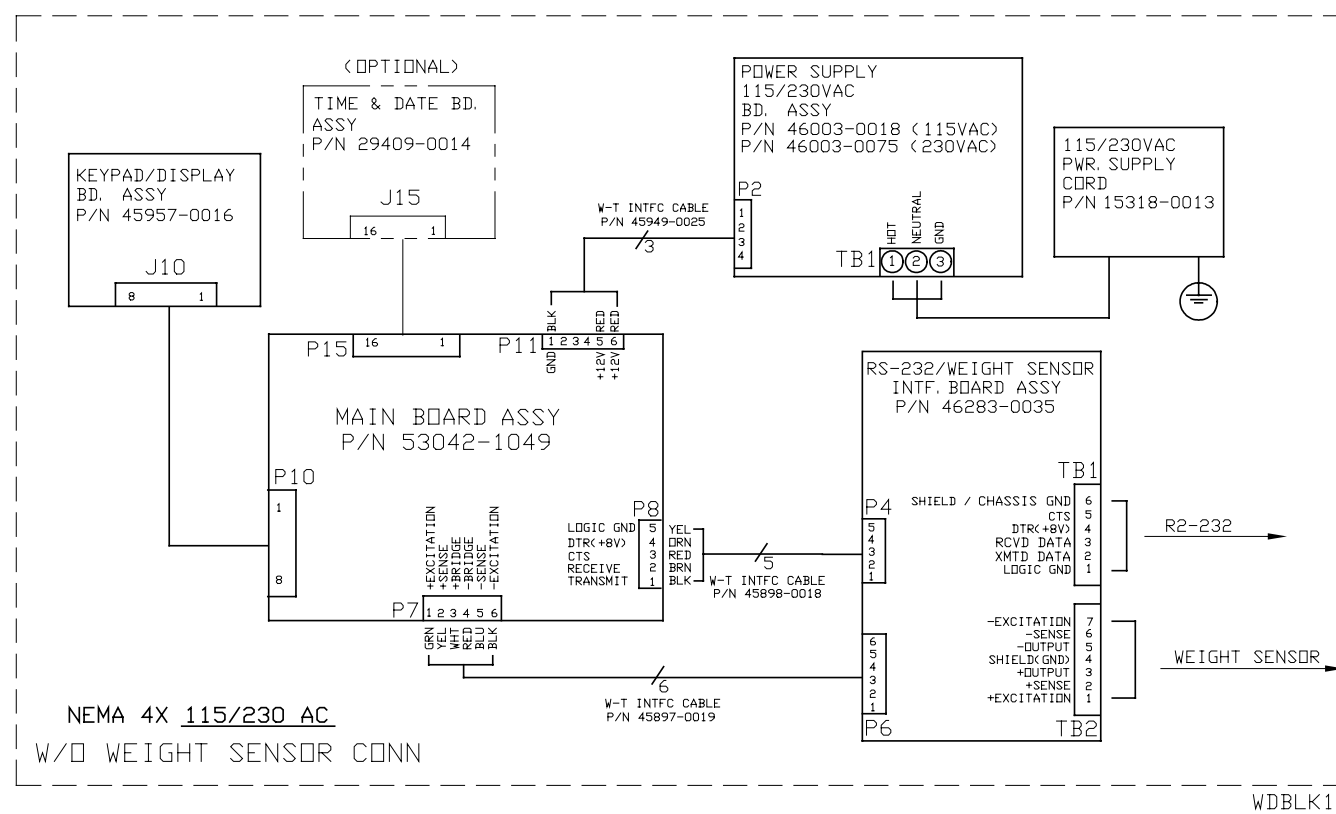 (OPTIONAL)
TIME & DATE BD.
ASSY
P/N 29409-0014
J15
16 1
KEYPAD/DISPLAY
BD. ASSY
P/N 45957-0016
J10
8 1
POWER SUPPLY
115/230VAC
BD. ASSY
P/N 46003-0018 (115VAC)
P/N 46003-0075 (230VAC)
P2
1
2
3
4
HOT
NEUTRAL
GND
TB1
1 2 3
115/230VAC
PWR. SUPPLY
CORD
P/N 15318-0013
W-T INTFC CABLE
P/N 45949-0025
3
BLK
RED
RED
P15
16 1
P11
1 2 3 4 5 6
GND
+12V
+12V
MAIN BOARD ASSY
P/N 53042-1049
P10
1
8
P8
LOGIC GND 5 YEL
DTR(+8V) 4 ORN
CTS 3 RED
RECEIVE 2 BRN
TRANSMIT 1 BLK
5
W-T INTFC CABLE
P/N 45898-0018
+EXCITATION
+SENSE
+BRIDGE
-BRIDGE
-SENSE
-EXCITATION
P7
1 2 3 4 5 6
GRN
YEL
WHT
RED
BLU
BLK
6
W-T INTFC CABLE
P/N 45897-0019
RS-232/WEIGHT SENSOR
INTF. BOARD ASSY
P/N 46283-0035
P4
5
4
3
2
1
TB1
SHIELD / CHASSIS GND 6
CTS 5
DTR(+8V) 4
RCVD DATA 3
XMTD DATA 2
LOGIC GND 1
R2-232
6
5
4
3
2
1
P6
-EXCITATION 7
-SENSE 6
-OUTPUT 5
SHIELD(GND) 4
+OUTPUT 3
+SENSE 2
+EXCITATION 1
TB2
WEIGHT SENSOR
NEMA 4X 115/230 AC
W/O WEIGHT SENSOR CONN
WDBLK1